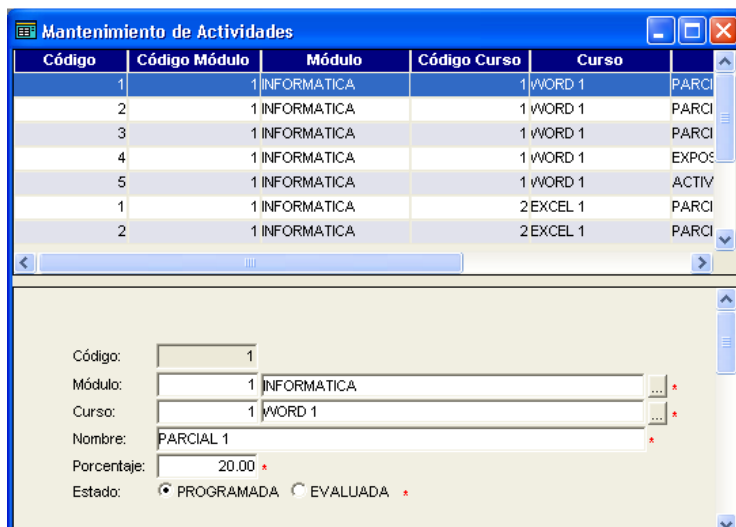 Mantenimiento de Actividades
Código Código Módulo Módulo Código Curso Curso
1 1 INFORMATICA 1 WORD 1 PARCI
2 1 INFORMATICA 1 WORD 1 PARCI
3 1 INFORMATICA 1 WORD 1 PARCI
4 1 INFORMATICA 1 WORD 1 EXPOS
5 1 INFORMATICA 1 WORD 1 ACTIV
1 1 INFORMATICA 2 EXCEL 1 PARCI
2 1 INFORMATICA 2 EXCEL 1 PARCI
Código: 1
Módulo: 1 INFORMATICA ... *
Curso: 1 WORD 1 ... *
Nombre: PARCIAL 1 *
Porcentaje: 20.00 *
Estado: PROGRAMADA EVALUADA *